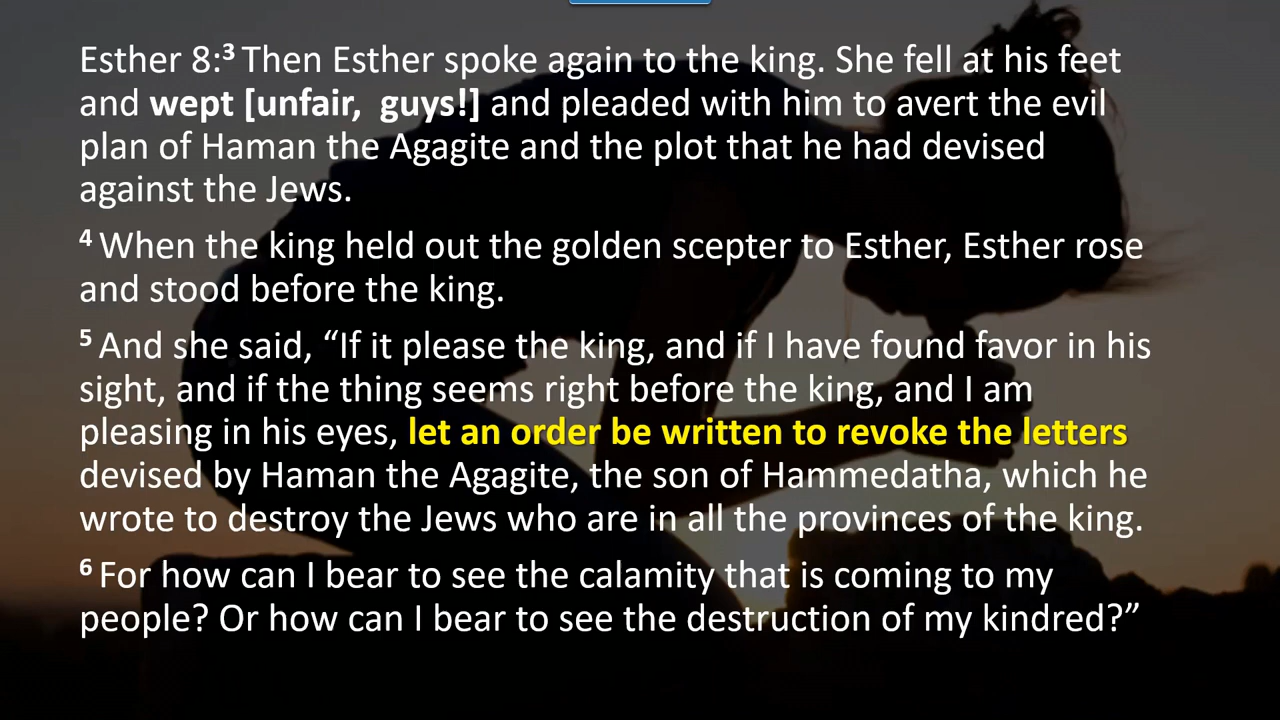 Esther 8:³ Then Esther spoke again to the king. She fell at his feet
and wept [unfair,  guys!] and pleaded with him to avert the evil
plan of Haman the Agagite and the plot that he had devised
against the Jews.
⁴ When the king held out the golden scepter to Esther, Esther rose
and stood before the king.
⁵ And she said, “If it please the king, and if I have found favor in his
sight, and if the thing seems right before the king, and I am
pleasing in his eyes, let an order be written to revoke the letters
devised by Haman the Agagite, the son of Hammedatha, which he
wrote to destroy the Jews who are in all the provinces of the king.
⁶ For how can I bear to see the calamity that is coming to my
people? Or how can I bear to see the destruction of my kindred?”